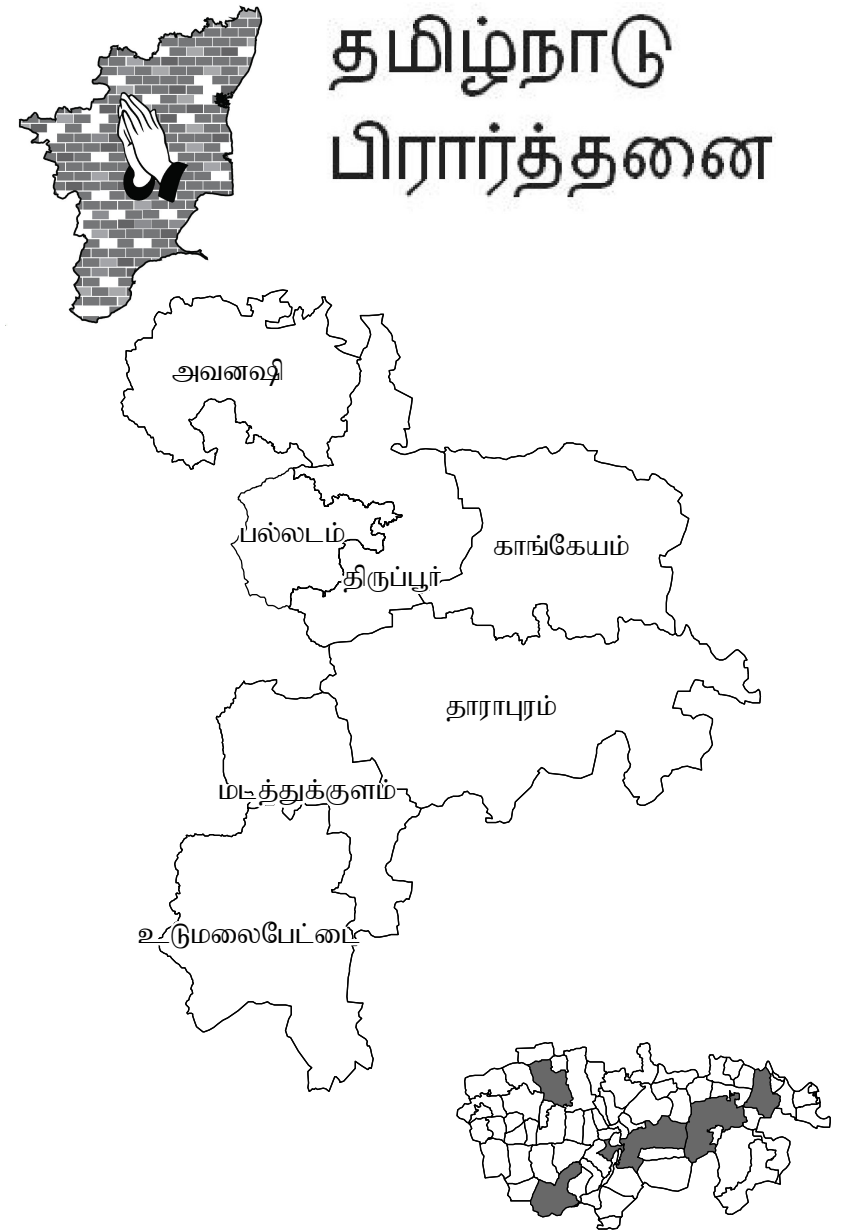 தமிழ்நாடு
பிரார்த்தனை
அவனஷி
பல்லடம்
காங்கேயம்
திருப்பூர்
தாராபுரம்
மடத்துக்குளம்
உடுமலைபேட்டை